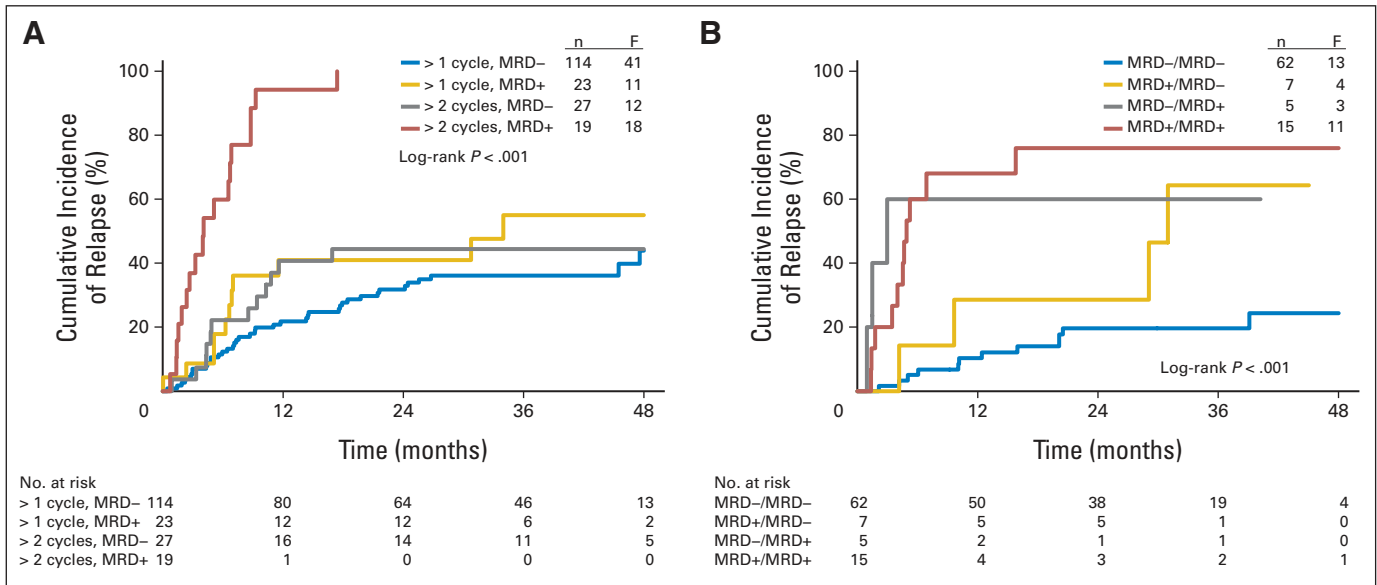 A
n F
> 1 cycle, MRD– 114 41
> 1 cycle, MRD+ 23 11
> 2 cycles, MRD– 27 12
> 2 cycles, MRD+ 19 18
Log-rank P < .001
Cumulative Incidence
of Relapse (%)
100
80
60
40
20
0 12 24 36 48
Time (months)
No. at risk
> 1 cycle, MRD– 114 80 64 46 13
> 1 cycle, MRD+ 23 12 12 6 2
> 2 cycles, MRD– 27 16 14 11 5
> 2 cycles, MRD+ 19 1 0 0 0
B
n F
MRD–/MRD– 62 13
MRD+/MRD– 7 4
MRD–/MRD+ 5 3
MRD+/MRD+ 15 11
Log-rank P < .001
Cumulative Incidence
of Relapse (%)
100
80
60
40
20
0 12 24 36 48
Time (months)
No. at risk
MRD–/MRD– 62 50 38 19 4
MRD+/MRD– 7 5 5 1 0
MRD–/MRD+ 5 2 1 1 0
MRD+/MRD+ 15 4 3 2 1